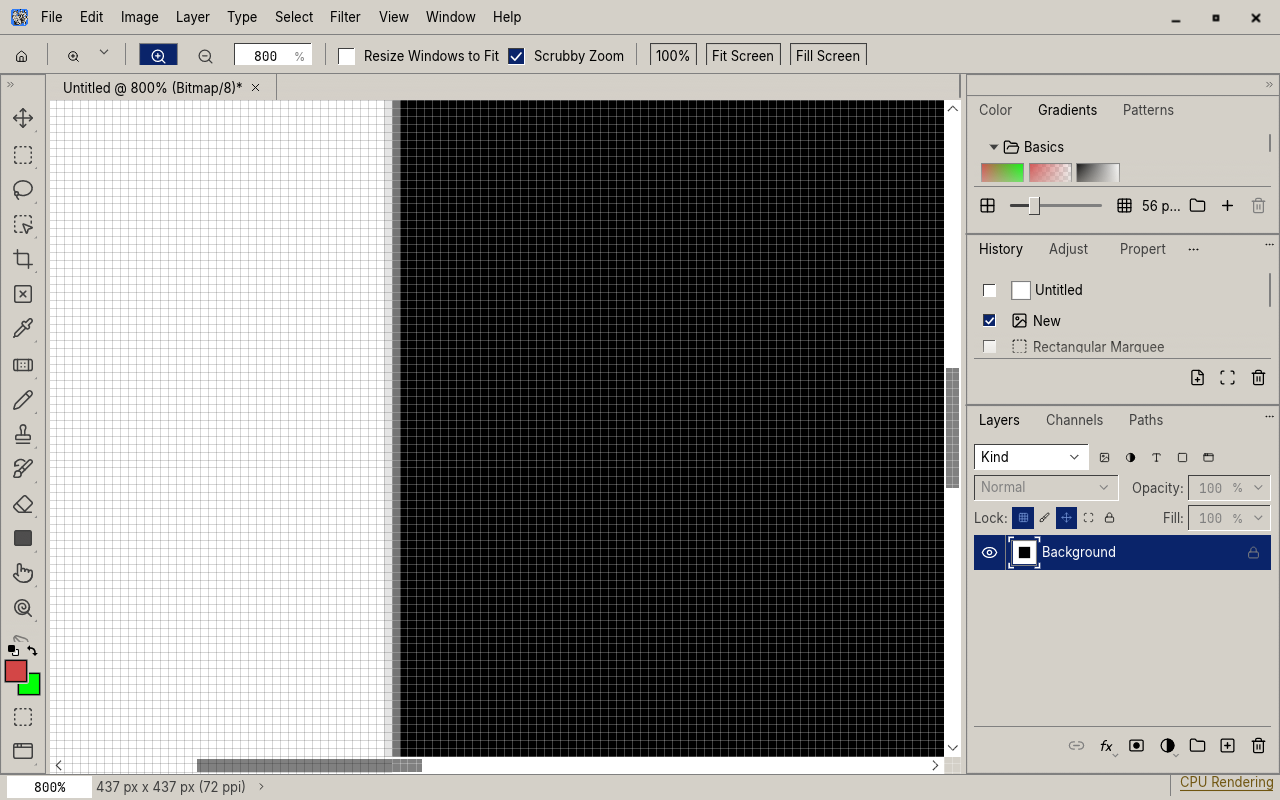 File Edit Image Layer Type Select Filter View Window Help
800 % Resize Windows to Fit Scrubby Zoom 100% Fit Screen Fill Screen
Untitled @ 800% (Bitmap/8)*
Color Gradients Patterns
Basics
56 p...
History Adjust Propert
Untitled
New
Rectangular Marquee
Layers Channels Paths
Kind
Normal Opacity: 100 %
Lock: Fill: 100 %
Background
fx
800% 437 px x 437 px (72 ppi) CPU Rendering